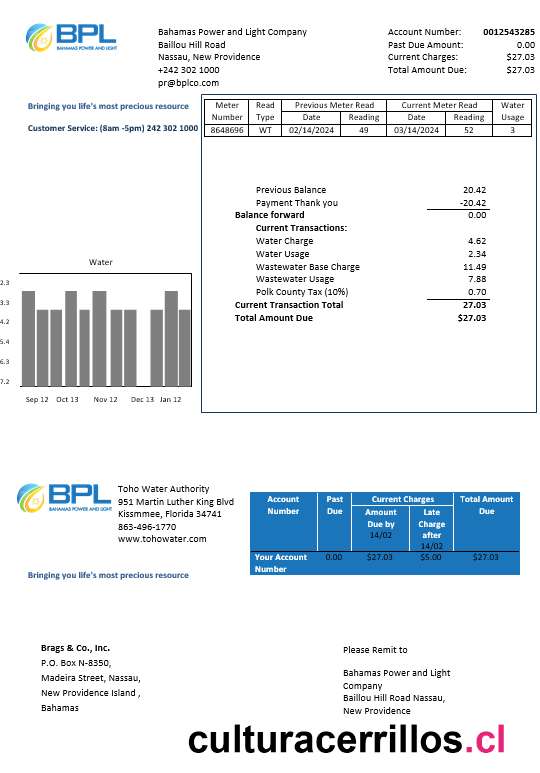 BPL
BAHAMAS POWER AND LIGHT
Bahamas Power and Light Company
Baillou Hill Road
Nassau, New Providence
+242 302 1000
pr@bplco.com
Account Number: 0012543285
Past Due Amount: 0.00
Current Charges: $27.03
Total Amount Due: $27.03
Bringing you life's most precious resource
Customer Service: (8am -5pm) 242 302 1000
Meter Read Previous Meter Read Current Meter Read Water
Number Type Date Reading Date Reading Usage
8648696 WT 02/14/2024 49 03/14/2024 52 3
Previous Balance 20.42
Payment Thank you -20.42
Balance forward 0.00
Current Transactions:
Water Charge 4.62
Water Usage 2.34
Wastewater Base Charge 11.49
Wastewater Usage 7.88
Polk County Tax (10%) 0.70
Current Transaction Total 27.03
Total Amount Due $27.03
Water
2.3
3.3
4.2
5.4
6.3
7.2
Sep 12 Oct 13 Nov 12 Dec 13 Jan 12
BPL
BAHAMAS POWER AND LIGHT
Toho Water Authority
951 Martin Luther King Blvd
Kissmmee, Florida 34741
863-496-1770
www.tohowater.com
Bringing you life's most precious resource
Account Past Current Charges Total Amount
Number Due Amount Late Due
Due by Charge
14/02 after
14/02
Your Account 0.00 $27.03 $5.00 $27.03
Number
Brags & Co., Inc.
P.O. Box N-8350,
Madeira Street, Nassau,
New Providence Island ,
Bahamas
Please Remit to
Bahamas Power and Light
Company
Baillou Hill Road Nassau,
New Providence
culturacerrillos.cl